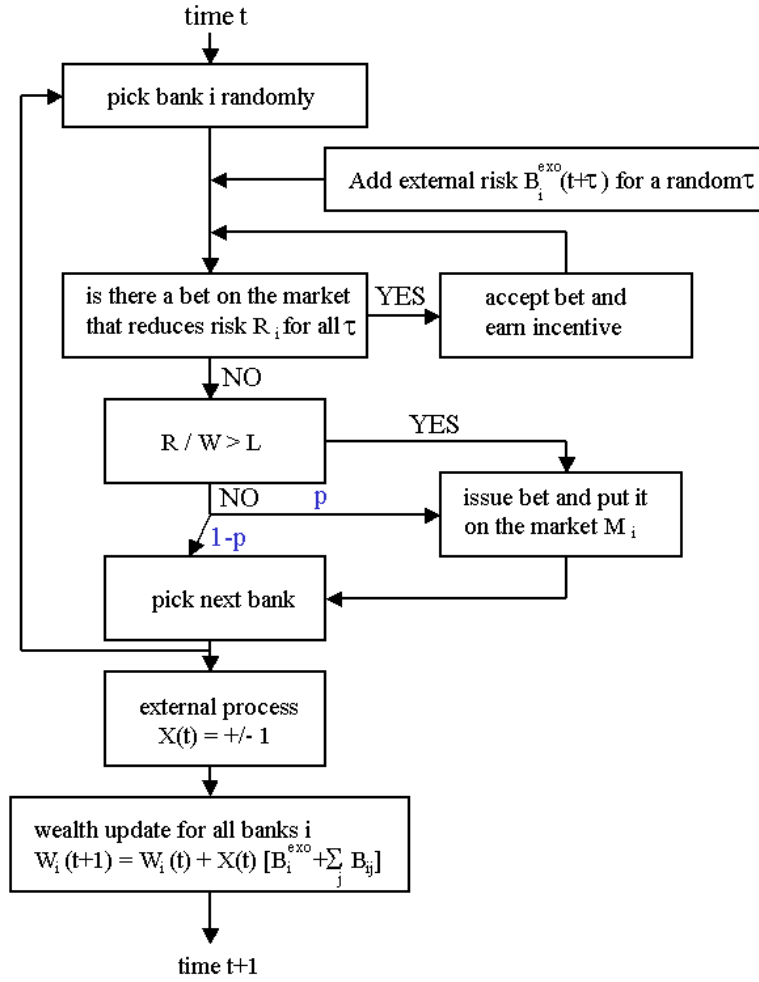 time t
pick bank i randomly
Add external risk B_i^exo (t+τ) for a random τ
is there a bet on the market
that reduces risk R_i for all τ
YES
accept bet and
earn incentive
NO
R / W > L
YES
NO
p
issue bet and put it
on the market M_i
1-p
pick next bank
external process
X(t) = +/- 1
wealth update for all banks i
W_i (t+1) = W_i (t) + X(t) [B_i^exo + Σ_j B_ij]
time t+1